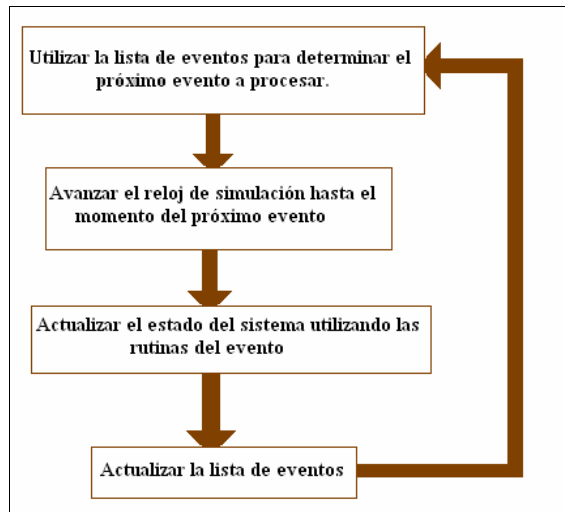 Utilizar la lista de eventos para determinar el
próximo evento a procesar.
Avanzar el reloj de simulación hasta el
momento del próximo evento
Actualizar el estado del sistema utilizando las
rutinas del evento
Actualizar la lista de eventos